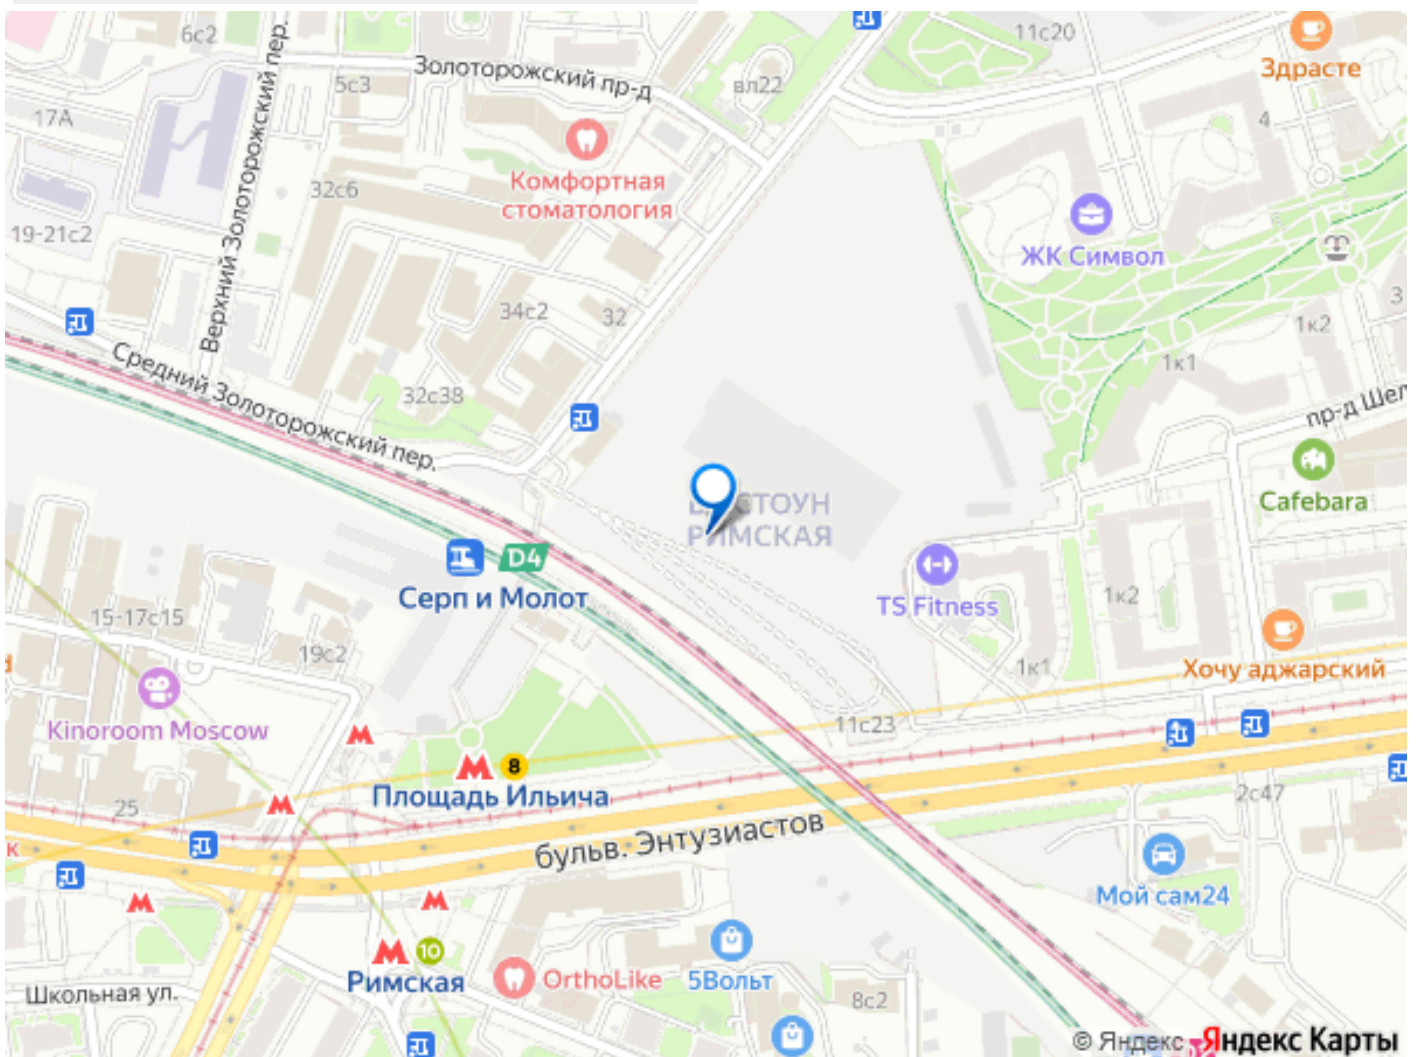 6с2
11с20
Здрасте
Золоторожский пр-д
5с3
вл22
17А
4
Верхний Золоторожский пер.
Комфортная
стоматология
32с6
19-21с2
ЖК Символ
34с2
32
3
1к2
1к1
Средний Золоторожский пер.
32с38
пр-д
Cafebara
СТОУН
РИМСКАЯ
D4
Серп и Молот
TS Fitness
1к2
15-17с15
19с2
1к1
Хочу аджарский
Kinoroom Moscow
11с23
М
М 8
Площадь Ильича
М
25
2с47
бульв. Энтузиастов
к
Мой сам24
М
М
М 10
Римская
OrthoLike
5Вольт
Школьная ул.
8с2
© Яндекс Яндекс Карты